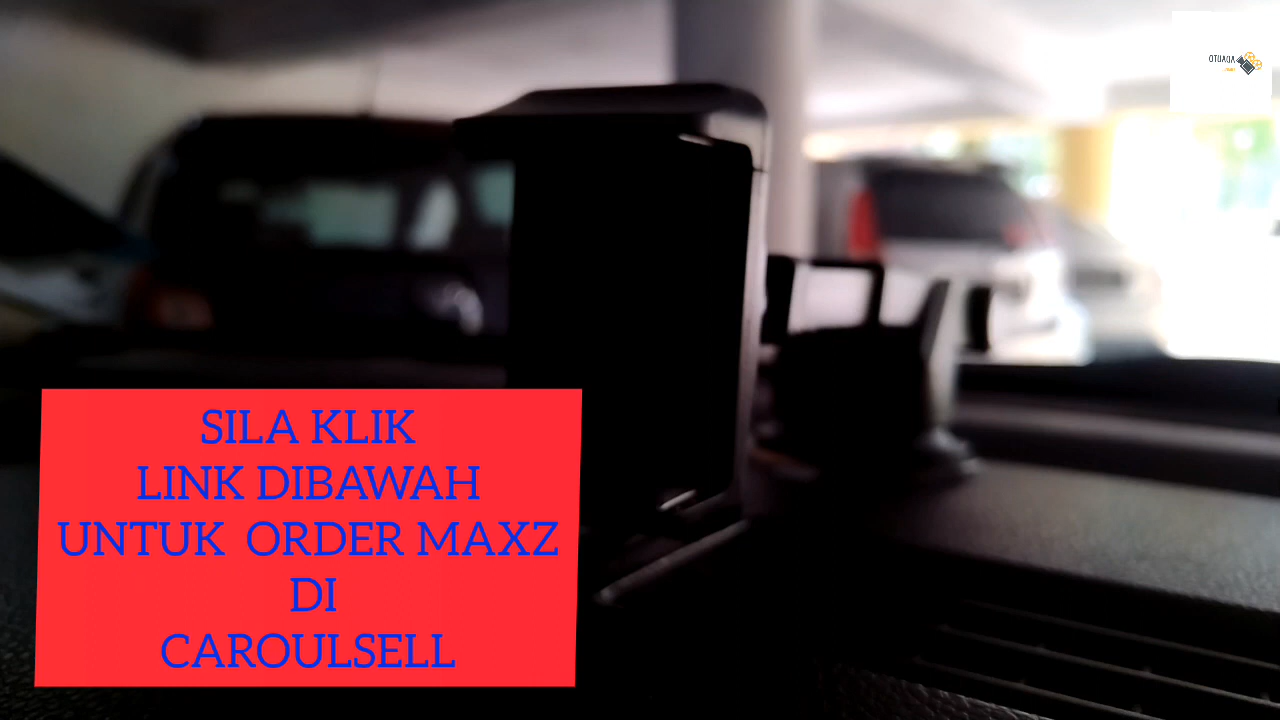 SILA KLIK
LINK DIBAWAH
UNTUK ORDER MAXZ
DI
CAROULSELL